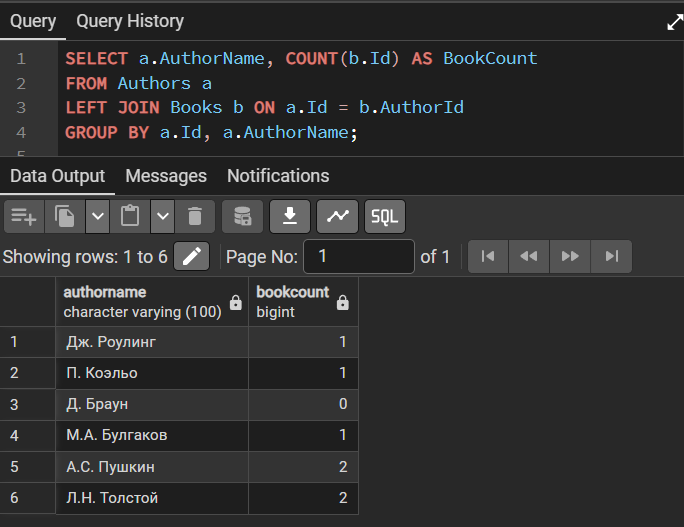 Query Query History
1 SELECT a.AuthorName, COUNT(b.Id) AS BookCount
2 FROM Authors a
3 LEFT JOIN Books b ON a.Id = b.AuthorId
4 GROUP BY a.Id, a.AuthorName;
5
Data Output Messages Notifications
SQL
Showing rows: 1 to 6 Page No: 1 of 1
authorname bookcount
character varying (100) bigint
1 Дж. Роулинг 1
2 П. Коэльо 1
3 Д. Браун 0
4 М.А. Булгаков 1
5 А.С. Пушкин 2
6 Л.Н. Толстой 2